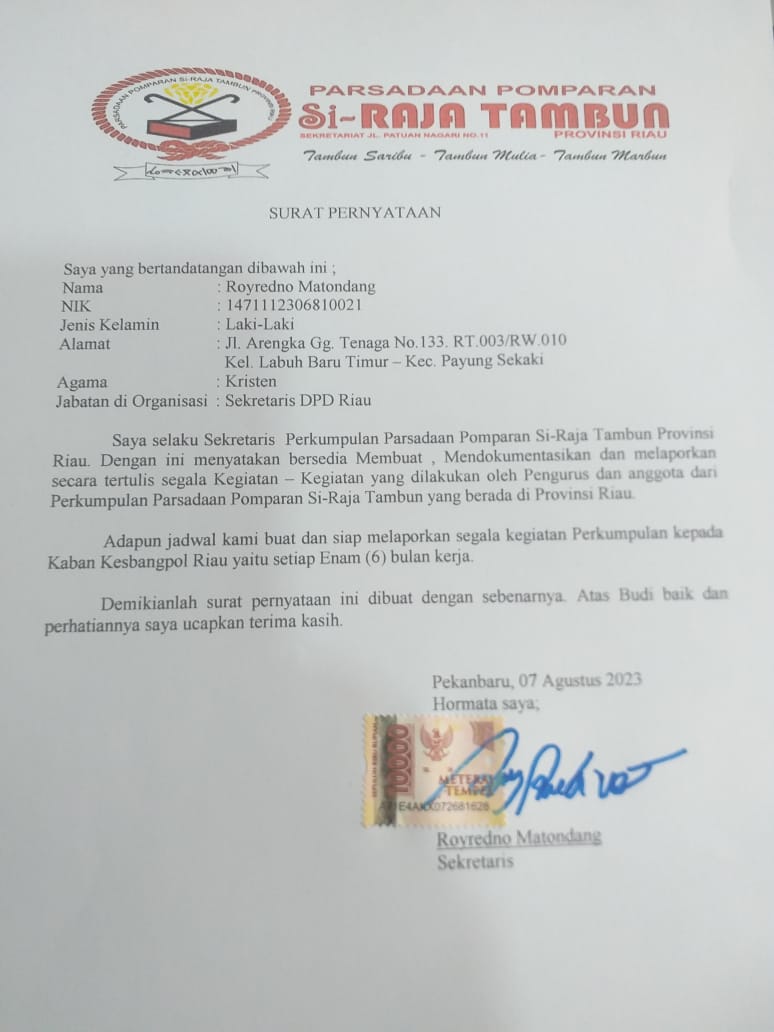 PARSADAAN POMPARAN SI-RAJA TAMBUN PROVINSI RIAU
PARSADAAN POMPARAN
Si-RAJA TAMBUN
SEKRETARIAT JL. PATUAN NAGARI NO.11 PROVINSI RIAU
Tambun Saribu - Tambun Mulia - Tambun Marbun
SURAT PERNYATAAN
Saya yang bertandatangan dibawah ini ;
Nama : Royredno Matondang
NIK : 1471112306810021
Jenis Kelamin : Laki-Laki
Alamat : Jl. Arengka Gg. Tenaga No.133. RT.003/RW.010
Kel. Labuh Baru Timur – Kec. Payung Sekaki
Agama : Kristen
Jabatan di Organisasi : Sekretaris DPD Riau
Saya selaku Sekretaris Perkumpulan Parsadaan Pomparan Si-Raja Tambun Provinsi
Riau. Dengan ini menyatakan bersedia Membuat , Mendokumentasikan dan melaporkan
secara tertulis segala Kegiatan – Kegiatan yang dilakukan oleh Pengurus dan anggota dari
Perkumpulan Parsadaan Pomparan Si-Raja Tambun yang berada di Provinsi Riau.
Adapun jadwal kami buat dan siap melaporkan segala kegiatan Perkumpulan kepada
Kaban Kesbangpol Riau yaitu setiap Enam (6) bulan kerja.
Demikianlah surat pernyataan ini dibuat dengan sebenarnya. Atas Budi baik dan
perhatiannya saya ucapkan terima kasih.
Pekanbaru, 07 Agustus 2023
Hormata saya;
SEPULUH RIBU RUPIAH
10000
METERAI
TEMPEL
E4AKX072681628
Royredno Matondang
Sekretaris